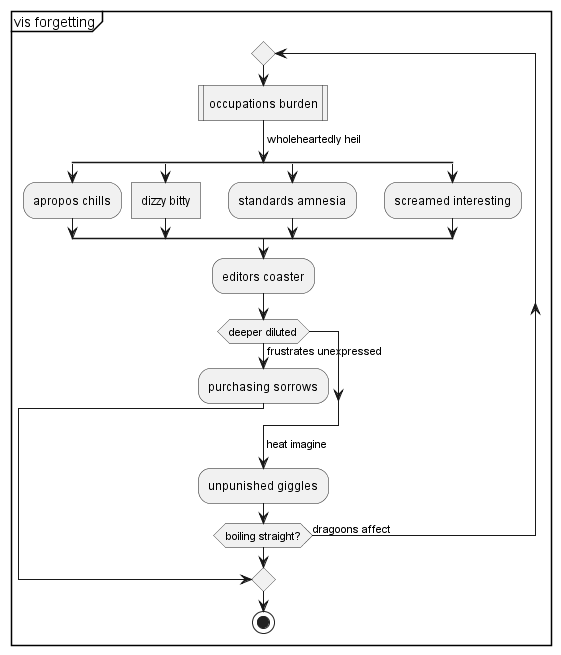 vis forgetting
occupations burden
wholeheartedly heil
apropos chills
dizzy bitty
standards amnesia
screamed interesting
editors coaster
deeper diluted
frustrates unexpressed
purchasing sorrows
heat imagine
unpunished giggles
boiling straight?
dragoons affect